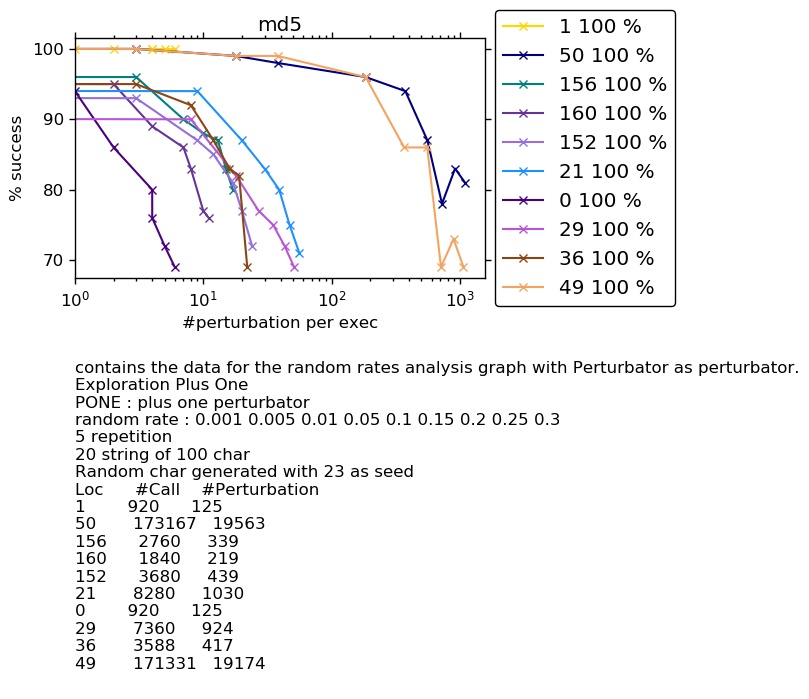 md5
100
90
80
70
% success
10^0
10^1
10^2
10^3
#perturbation per exec
1 100 %
50 100 %
156 100 %
160 100 %
152 100 %
21 100 %
0 100 %
29 100 %
36 100 %
49 100 %
contains the data for the random rates analysis graph with Perturbator as perturbator.
Exploration Plus One
PONE : plus one perturbator
random rate : 0.001 0.005 0.01 0.05 0.1 0.15 0.2 0.25 0.3
5 repetition
20 string of 100 char
Random char generated with 23 as seed
Loc #Call #Perturbation
1 920 125
50 173167 19563
156 2760 339
160 1840 219
152 3680 439
21 8280 1030
0 920 125
29 7360 924
36 3588 417
49 171331 19174